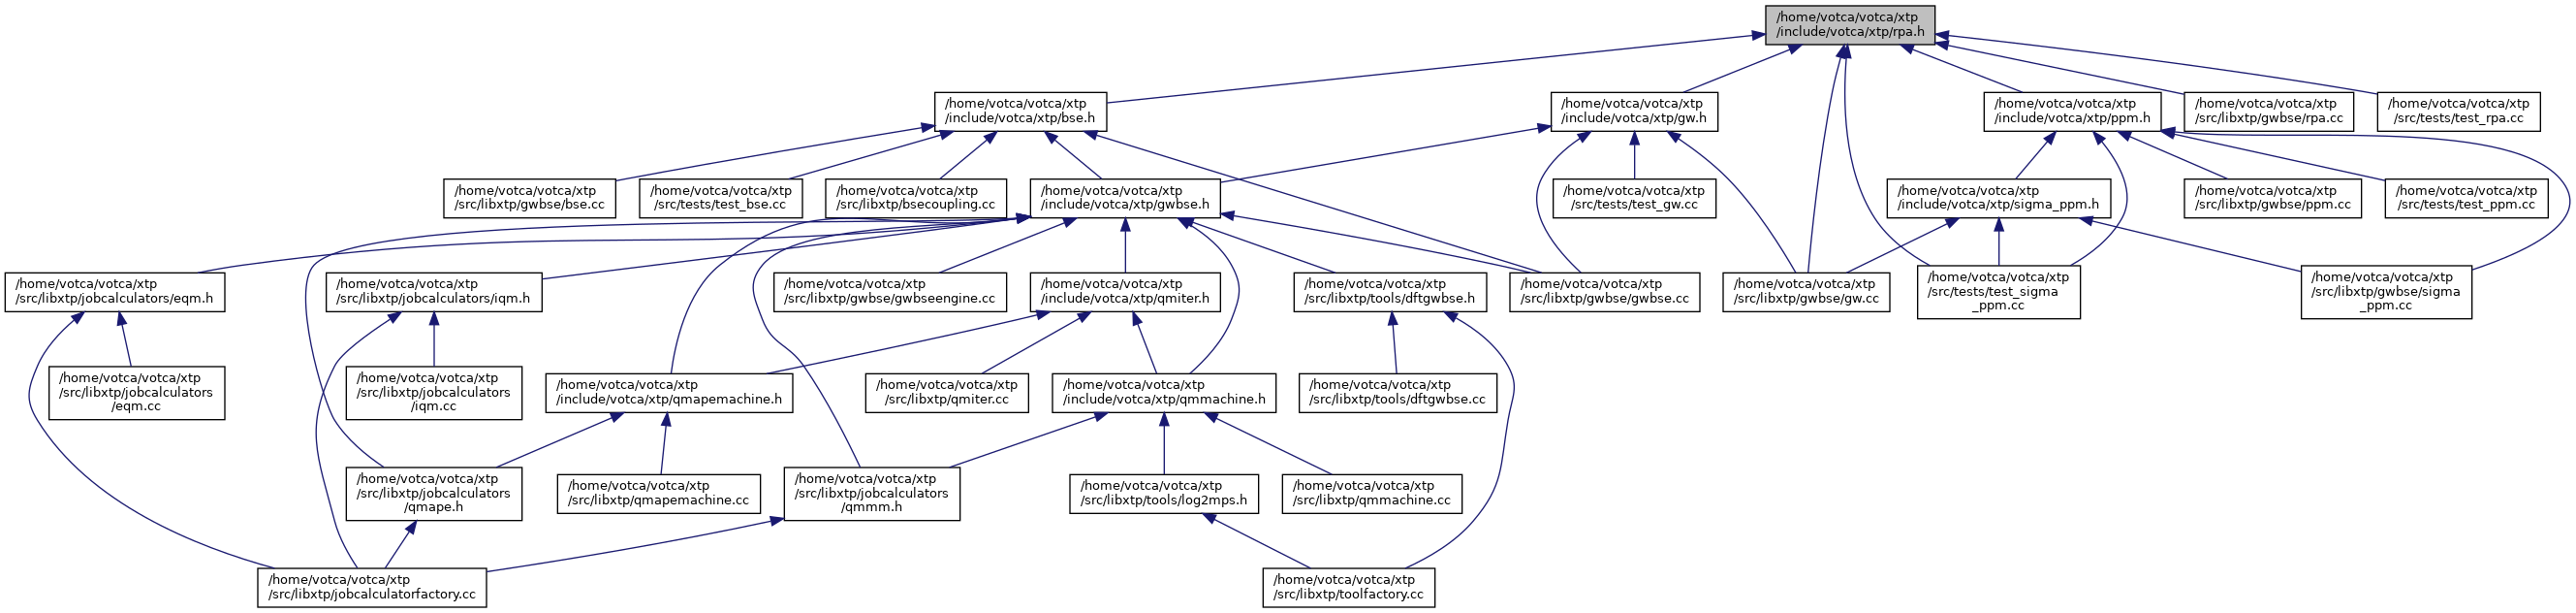 /home/votca/votca/xtp
/include/votca/xtp/rpa.h
/home/votca/votca/xtp
/include/votca/xtp/bse.h
/home/votca/votca/xtp
/include/votca/xtp/gw.h
/home/votca/votca/xtp
/include/votca/xtp/ppm.h
/home/votca/votca/xtp
/src/libxtp/gwbse/rpa.cc
/home/votca/votca/xtp
/src/tests/test_rpa.cc
/home/votca/votca/xtp
/src/libxtp/gwbse/bse.cc
/home/votca/votca/xtp
/src/tests/test_bse.cc
/home/votca/votca/xtp
/src/libxtp/bsecoupling.cc
/home/votca/votca/xtp
/include/votca/xtp/gwbse.h
/home/votca/votca/xtp
/src/tests/test_gw.cc
/home/votca/votca/xtp
/include/votca/xtp/sigma_ppm.h
/home/votca/votca/xtp
/src/libxtp/gwbse/ppm.cc
/home/votca/votca/xtp
/src/tests/test_ppm.cc
/home/votca/votca/xtp
/src/libxtp/jobcalculators/eqm.h
/home/votca/votca/xtp
/src/libxtp/jobcalculators/iqm.h
/home/votca/votca/xtp
/src/libxtp/gwbse/gwbseengine.cc
/home/votca/votca/xtp
/include/votca/xtp/qmiter.h
/home/votca/votca/xtp
/src/libxtp/tools/dftgwbse.h
/home/votca/votca/xtp
/src/libxtp/gwbse/gwbse.cc
/home/votca/votca/xtp
/src/libxtp/gwbse/gw.cc
/home/votca/votca/xtp
/src/tests/test_sigma
_ppm.cc
/home/votca/votca/xtp
/src/libxtp/gwbse/sigma
_ppm.cc
/home/votca/votca/xtp
/src/libxtp/jobcalculators
/eqm.cc
/home/votca/votca/xtp
/src/libxtp/jobcalculators
/iqm.cc
/home/votca/votca/xtp
/include/votca/xtp/qmapemachine.h
/home/votca/votca/xtp
/src/libxtp/qmiter.cc
/home/votca/votca/xtp
/include/votca/xtp/qmmachine.h
/home/votca/votca/xtp
/src/libxtp/tools/dftgwbse.cc
/home/votca/votca/xtp
/src/libxtp/jobcalculators
/qmape.h
/home/votca/votca/xtp
/src/libxtp/qmapemachine.cc
/home/votca/votca/xtp
/src/libxtp/jobcalculators
/qmmm.h
/home/votca/votca/xtp
/src/libxtp/tools/log2mps.h
/home/votca/votca/xtp
/src/libxtp/qmmachine.cc
/home/votca/votca/xtp
/src/libxtp/jobcalculatorfactory.cc
/home/votca/votca/xtp
/src/libxtp/toolfactory.cc